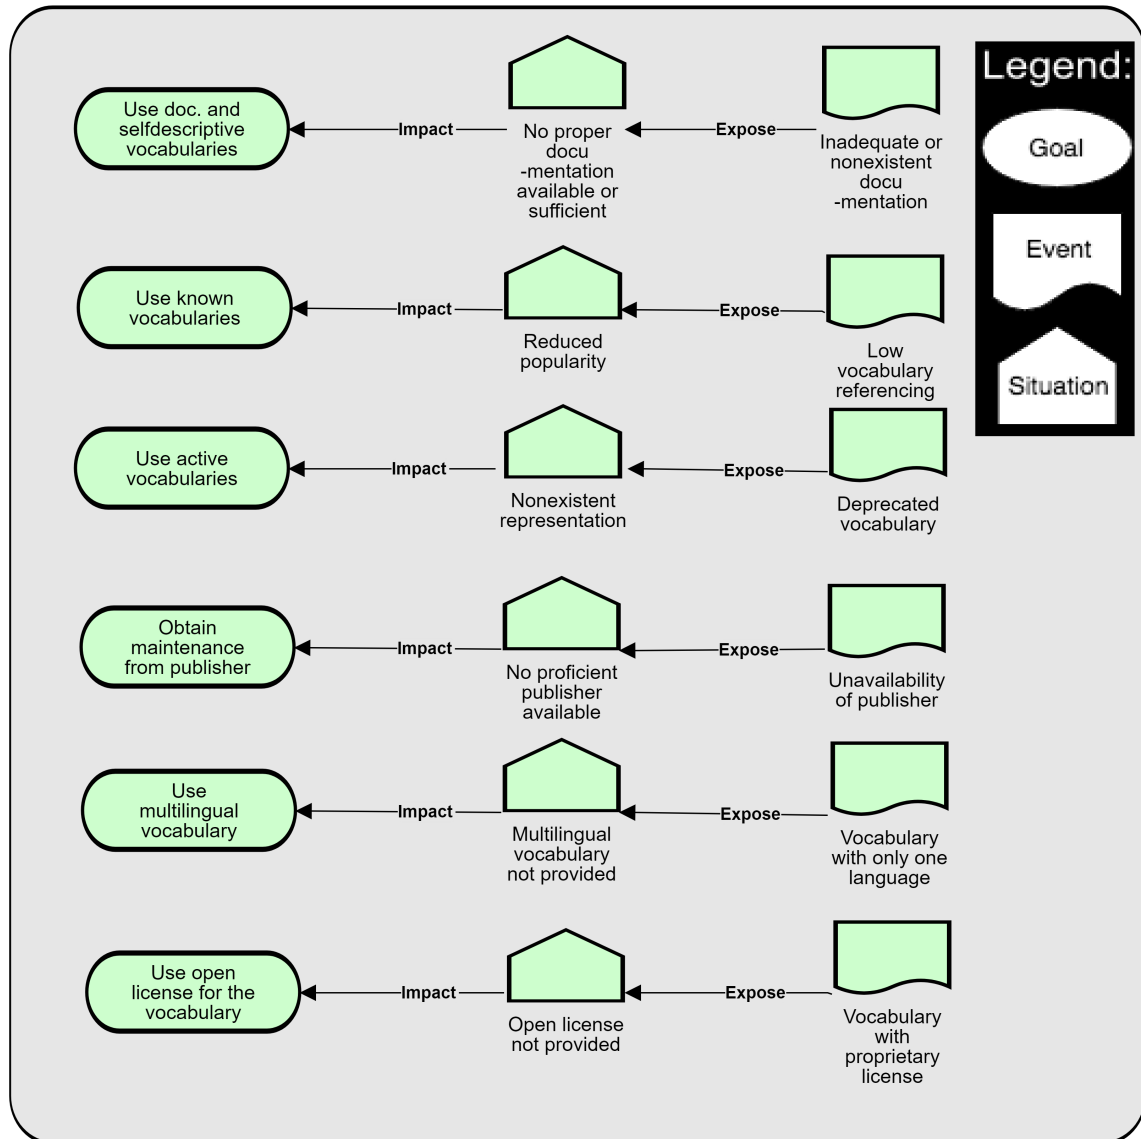 Legend:
Goal
Event
Situation
Use doc. and
selfdescriptive
vocabularies
Impact
No proper
docu
-mentation
available or
sufficient
Expose
Inadequate or
nonexistent
docu
-mentation
Use known
vocabularies
Impact
Reduced
popularity
Expose
Low
vocabulary
referencing
Use active
vocabularies
Impact
Nonexistent
representation
Expose
Deprecated
vocabulary
Obtain
maintenance
from publisher
Impact
No proficient
publisher
available
Expose
Unavailability
of publisher
Use
multilingual
vocabulary
Impact
Multilingual
vocabulary
not provided
Expose
Vocabulary
with only one
language
Use open
license for the
vocabulary
Impact
Open license
not provided
Expose
Vocabulary
with
proprietary
license